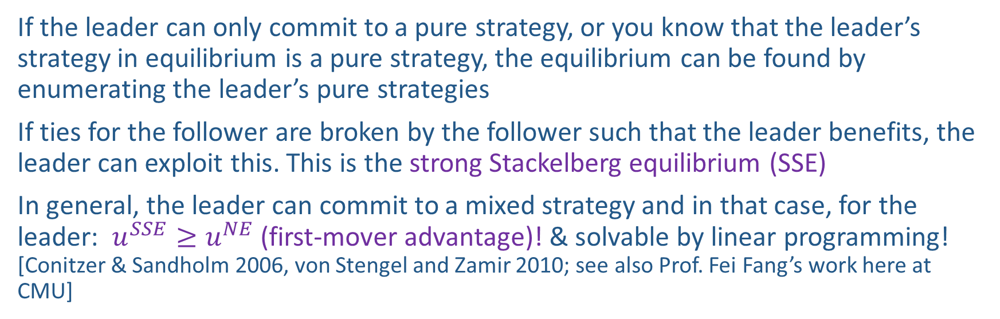 If the leader can only commit to a pure strategy, or you know that the leader’s
strategy in equilibrium is a pure strategy, the equilibrium can be found by
enumerating the leader’s pure strategies
If ties for the follower are broken by the follower such that the leader benefits, the
leader can exploit this. This is the strong Stackelberg equilibrium (SSE)
In general, the leader can commit to a mixed strategy and in that case, for the
leader: u^SSE ≥ u^NE (first-mover advantage)! & solvable by linear programming!
[Conitzer & Sandholm 2006, von Stengel and Zamir 2010; see also Prof. Fei Fang’s work here at
CMU]